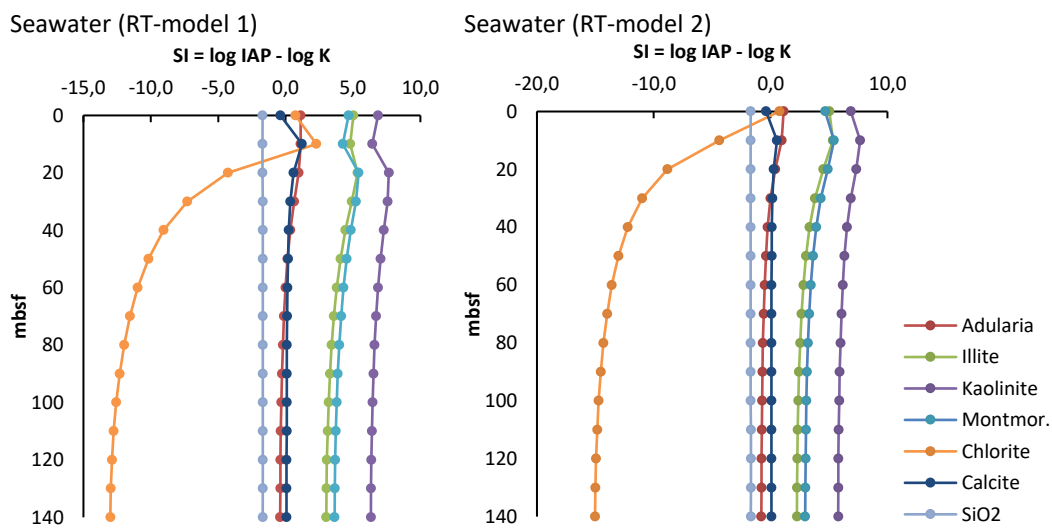 Seawater (RT-model 1)
SI = log IAP - log K
-15,0 -10,0 -5,0 0,0 5,0 10,0
0
20
40
60
80
100
120
140
mbsf
Seawater (RT-model 2)
SI = log IAP - log K
-20,0 -10,0 0,0 10,0
0
20
40
60
80
100
120
140
mbsf
Adularia
Illite
Kaolinite
Montmor.
Chlorite
Calcite
SiO2